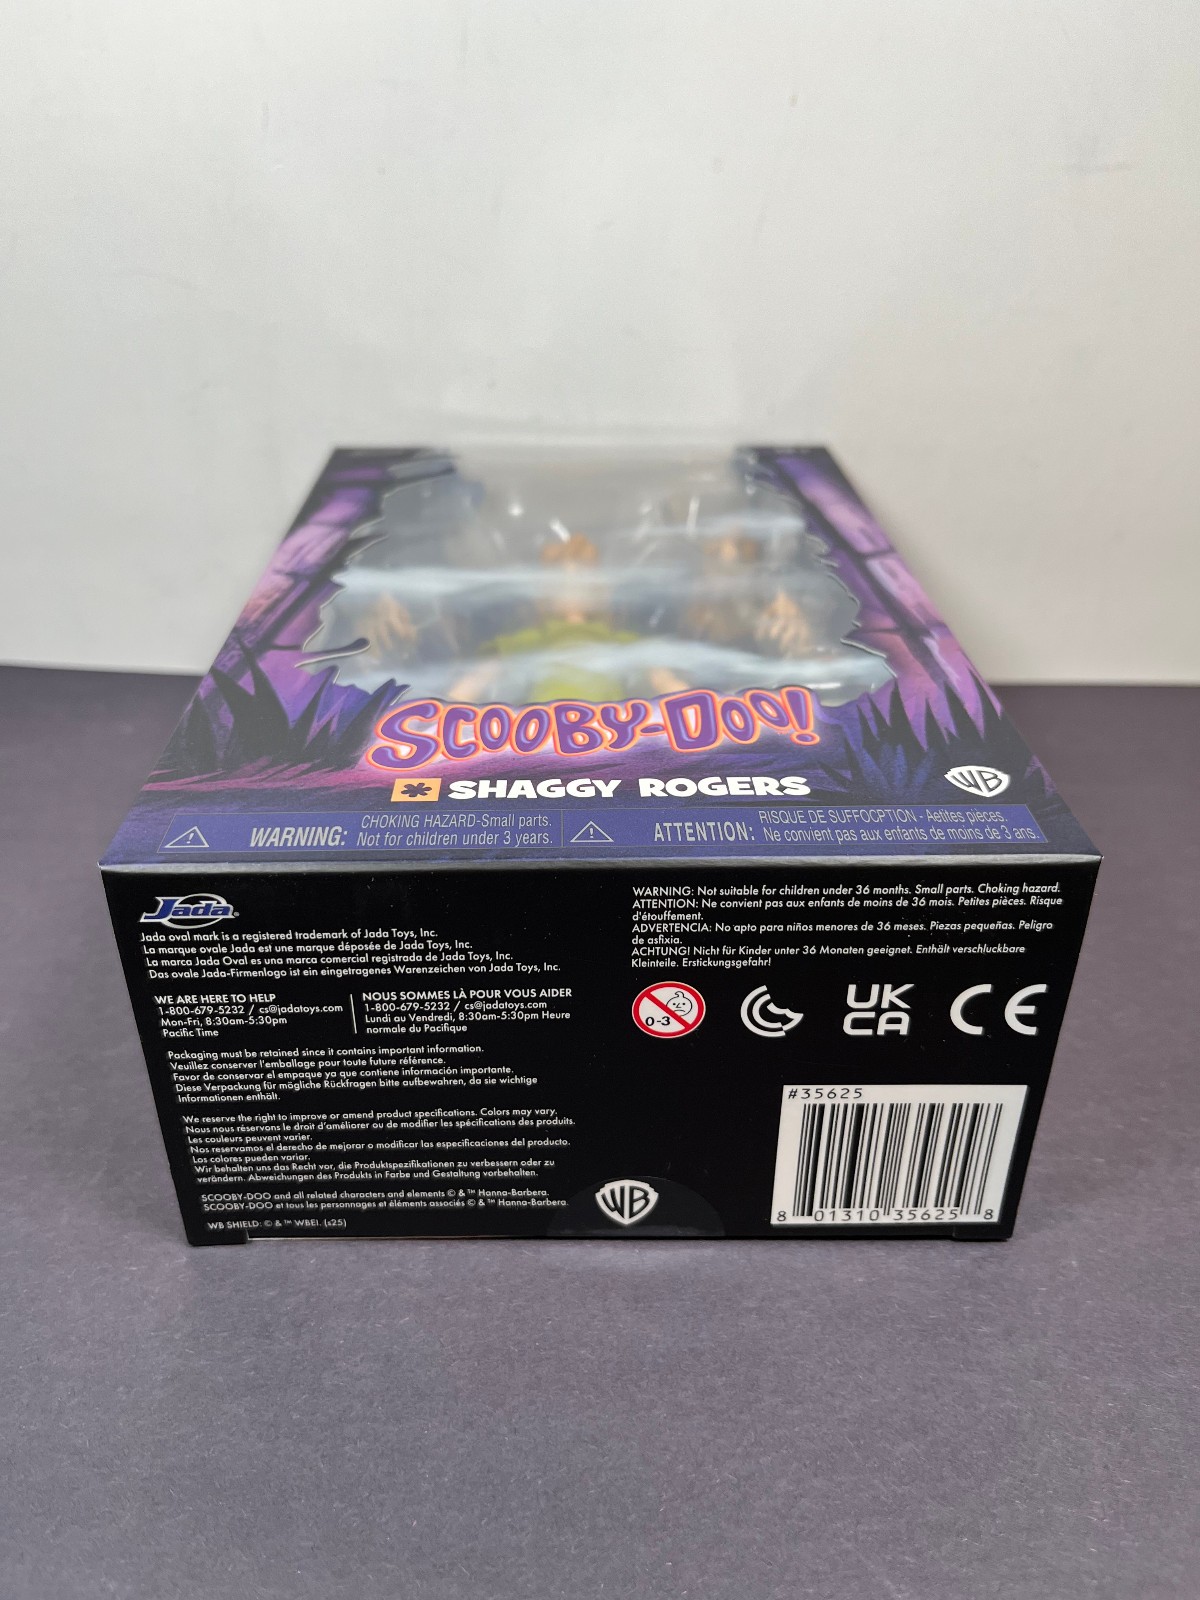 SCOOBY-DOO!
SHAGGY ROGERS
WB
WARNING:
CHOKING HAZARD-Small parts.
Not for children under 3 years.
ATTENTION:
RISQUE DE SUFFOCPTION - Aetites pièces.
Ne convient pas aux enfants de moins de 3 ans.
Jada®
Jada oval mark is a registered trademark of Jada Toys, Inc.
La marque ovale Jada est une marque déposée de Jada Toys, Inc.
La marca Jada Oval es una marca comercial registrada de Jada Toys, Inc.
Das ovale Jada-Firmenlogo ist ein eingetragenes Warenzeichen von Jada Toys, Inc.
WE ARE HERE TO HELP
1-800-679-5232 / cs@jadatoys.com
Mon-Fri, 8:30am-5:30pm
Pacific Time
NOUS SOMMES LÀ POUR VOUS AIDER
1-800-679-5232 / cs@jadatoys.com
Lundi au Vendredi, 8:30am-5:30pm Heure
normale du Pacifique
Packaging must be retained since it contains important information.
Veuillez conserver l'emballage pour toute future référence.
Favor de conservar el empaque ya que contiene información importante.
Diese Verpackung für mögliche Rückfragen bitte aufbewahren, da sie wichtige
Informationen enthält.
We reserve the right to improve or amend product specifications. Colors may vary.
Nous nous réservons le droit d'améliorer ou de modifier les spécifications des produits.
Les couleurs peuvent varier.
Nos reservamos el derecho de mejorar o modificar las especificaciones del producto.
Los colores pueden variar.
Wir behalten uns das Recht vor, die Produktspezifikationen zu verbessern oder zu
verändern. Abweichungen des Produkts in Farbe und Gestaltung vorbehalten.
SCOOBY-DOO and all related characters and elements © & ™ Hanna-Barbera.
SCOOBY-DOO et tous les personnages et éléments associés © & ™ Hanna-Barbera.
WB SHIELD: © & ™ WBEI. (s25)
WB
WARNING: Not suitable for children under 36 months. Small parts. Choking hazard.
ATTENTION: Ne convient pas aux enfants de moins de 36 mois. Petites pièces. Risque
d'étouffement.
ADVERTENCIA: No apto para niños menores de 36 meses. Piezas pequeñas. Peligro
de asfixia.
ACHTUNG! Nicht für Kinder unter 36 Monaten geeignet. Enthält verschluckbare
Kleinteile. Erstickungsgefahr!
0-3
UK
CA
CE
#35625
8 01310 35625 8